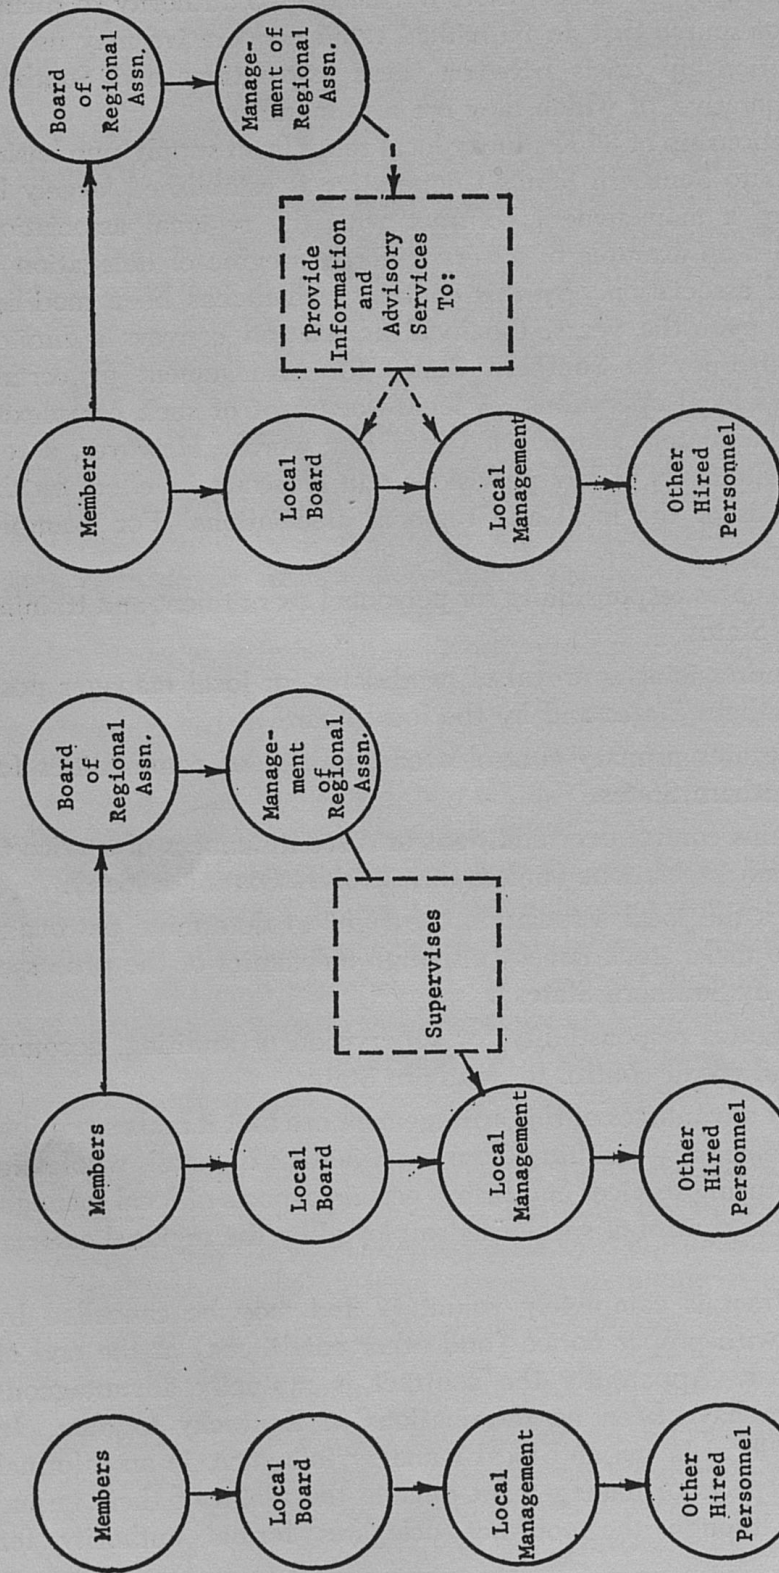 Members
Local
Board
Local
Management
Other
Hired
Personnel
Members
Board
of
Regional
Assn.
Local
Board
Manage-
ment
of
Regional
Assn.
Supervises
Local
Management
Other
Hired
Personnel
Members
Board
of
Regional
Assn.
Local
Board
Manage-
ment of
Regional
Assn.
Provide
Information
and
Advisory
Services
To:
Local
Management
Other
Hired
Personnel